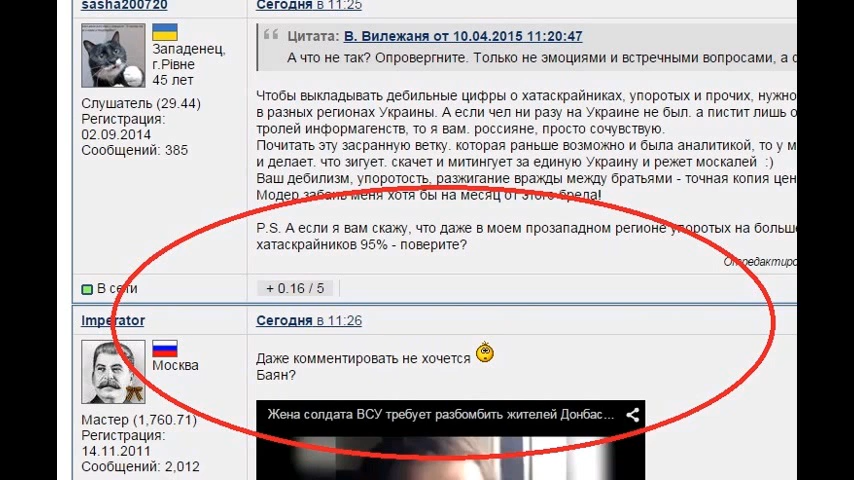 sasha200720
Сегодня в 11:25
Западенец,
г.Рівне
45 лет
Слушатель (29.44)
Регистрация:
02.09.2014
Сообщений: 385
Цитата: В. Вилежаня от 10.04.2015 11:20:47
А что не так? Опровергните. Только не эмоциями и встречными вопросами, а с
Чтобы выкладывать дебильные цифры о хатаскрайниках, упоротых и прочих, нужно
в разных регионах Украины. А если чел ни разу на Украине не был. а пистит лишь о
тролей информагенств, то я вам. россияне, просто сочувствую.
Почитать эту засранную ветку. которая раньше возможно и была аналитикой, то у м
и делает. что зигует. скачет и митингует за единую Украину и режет москалей :)
Ваш дебилизм, упоротость, разжигание вражды между братьями - точная копия цен
Модер забань меня хотя бы на месяц от этого бреда!
P.S. А если я вам скажу, что даже в моем прозападном регионе упоротых на больше
хатаскрайников 95% - поверите?
Отредактиро
В сети
+ 0.16 / 5
Imperator
Сегодня в 11:26
Москва
Мастер (1,760.71)
Регистрация:
14.11.2011
Сообщений: 2,012
Даже комментировать не хочется
Баян?
Жена солдата ВСУ требует разбомбить жителей Донбас...